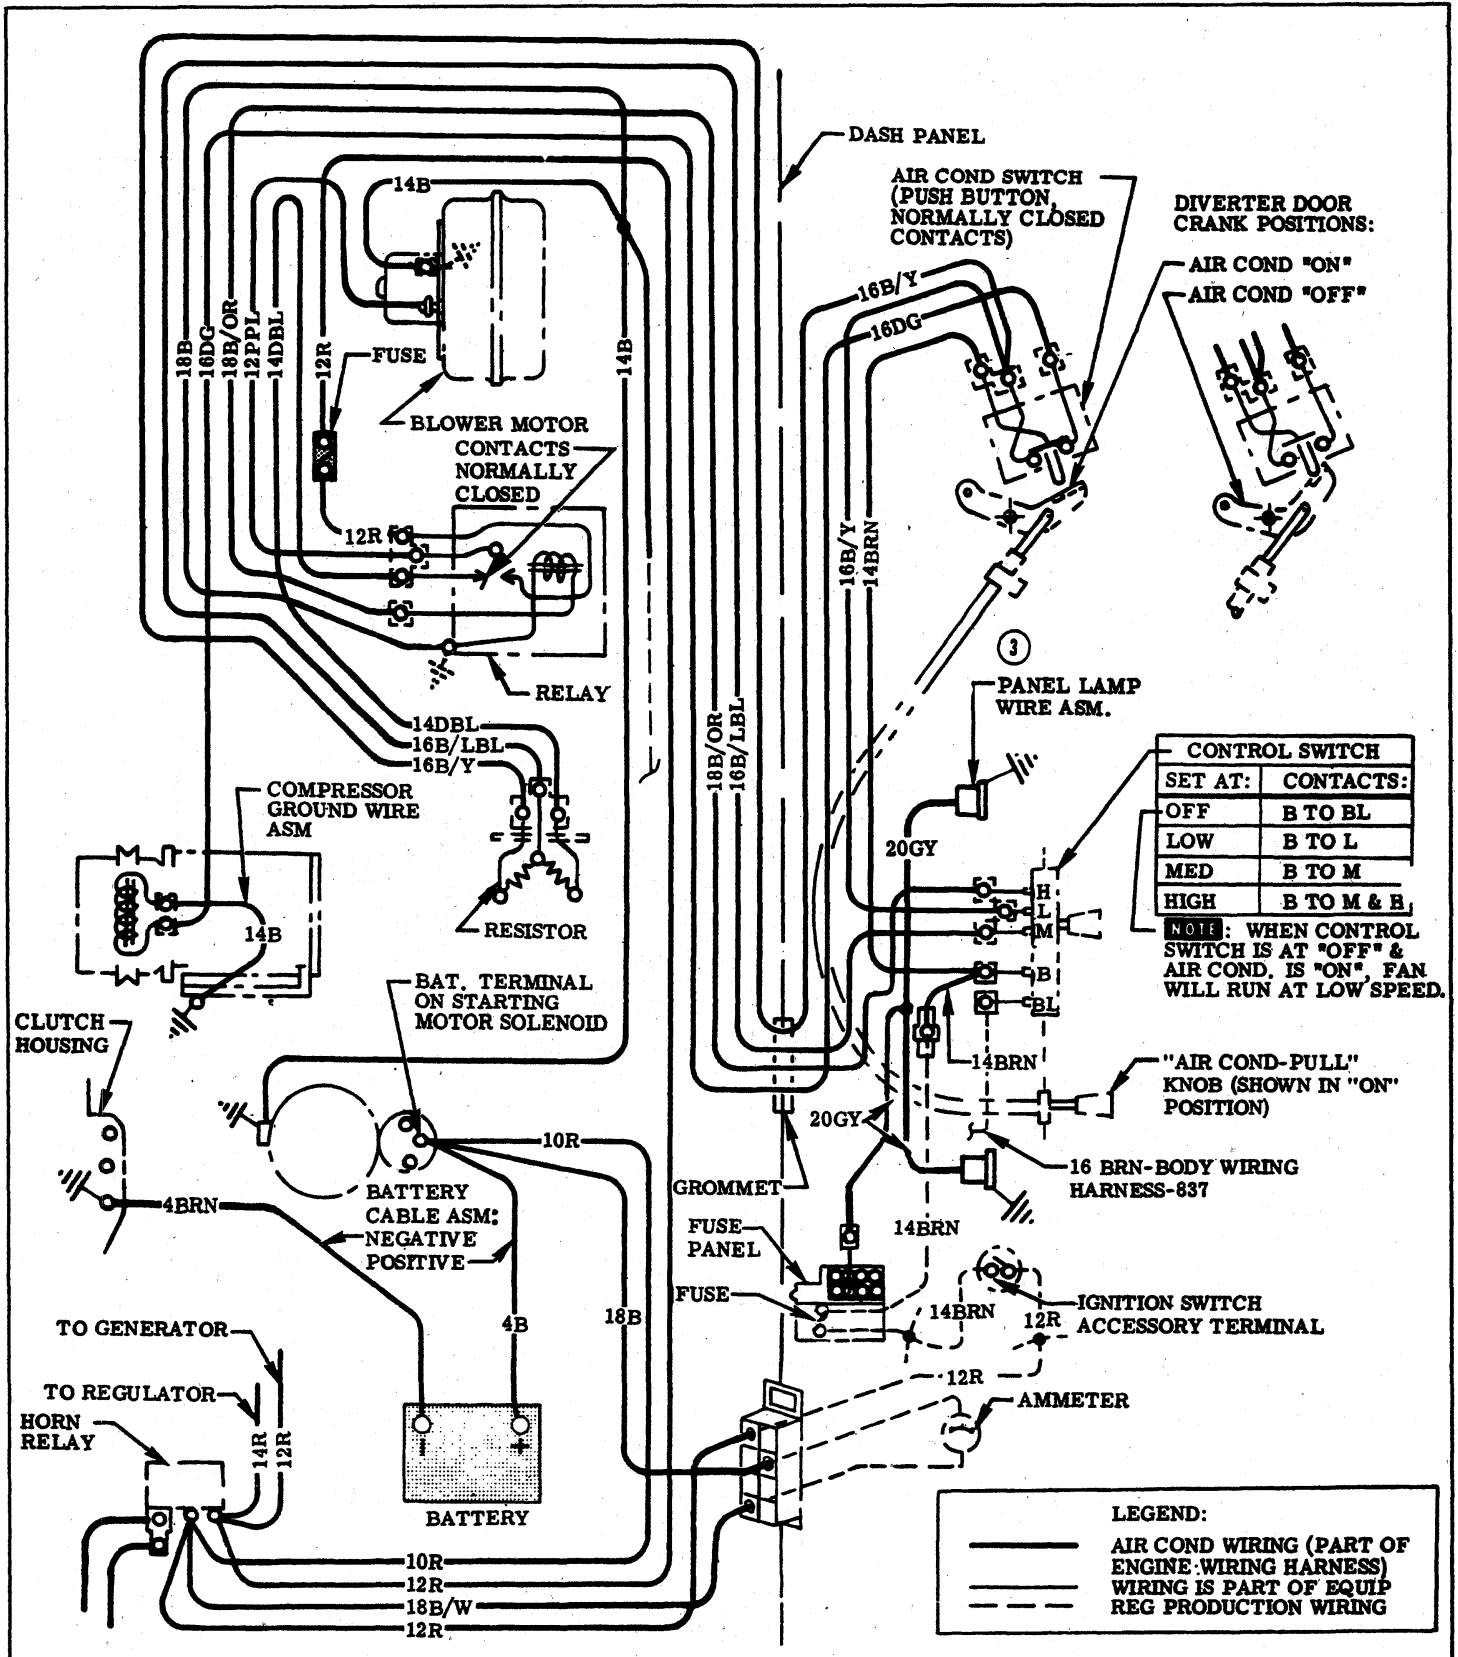 DASH PANEL
AIR COND SWITCH
(PUSH BUTTON,
NORMALLY CLOSED
CONTACTS)
DIVERTER DOOR
CRANK POSITIONS:
AIR COND "ON"
AIR COND "OFF"
14B
16B/Y
16DG
18B
16DG
18B/OR
12PPL
14DBL
12R
14B
FUSE
BLOWER MOTOR
CONTACTS
NORMALLY
CLOSED
12R
16B/Y
14BRN
3
RELAY
PANEL LAMP
WIRE ASM.
14DBL
16B/LBL
16B/Y
18B/OR
16B/LBL
CONTROL SWITCH
SET AT: CONTACTS:
OFF B TO BL
LOW B TO L
MED B TO M
HIGH B TO M & H
NOTE: WHEN CONTROL
SWITCH IS AT "OFF" &
AIR COND. IS "ON", FAN
WILL RUN AT LOW SPEED.
COMPRESSOR
GROUND WIRE
ASM
20GY
H
L
M
B
BL
14B
RESISTOR
BAT. TERMINAL
ON STARTING
MOTOR SOLENOID
CLUTCH
HOUSING
14BRN
"AIR COND-PULL"
KNOB (SHOWN IN "ON"
POSITION)
20GY
10R
16 BRN-BODY WIRING
HARNESS-837
GROMMET
4BRN
BATTERY
CABLE ASM:
NEGATIVE
POSITIVE
FUSE
PANEL
14BRN
FUSE
14BRN
12R
IGNITION SWITCH
ACCESSORY TERMINAL
18B
4B
TO GENERATOR
12R
TO REGULATOR
AMMETER
HORN
RELAY
14R
12R
-
+
BATTERY
10R
12R
18B/W
12R
LEGEND:
AIR COND WIRING (PART OF
ENGINE WIRING HARNESS)
WIRING IS PART OF EQUIP
REG PRODUCTION WIRING